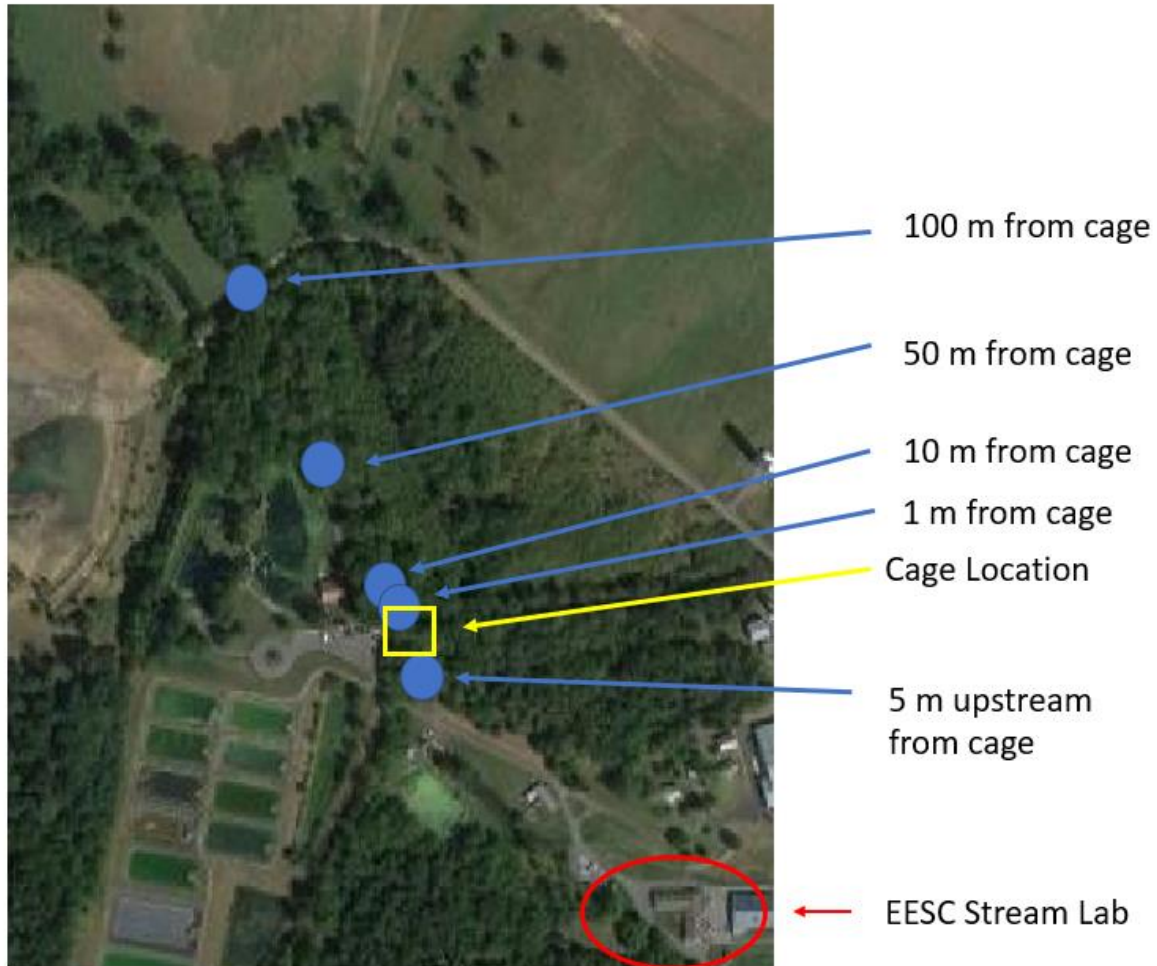 100 m from cage
50 m from cage
10 m from cage
1 m from cage
Cage Location
5 m upstream
from cage
EESC Stream Lab